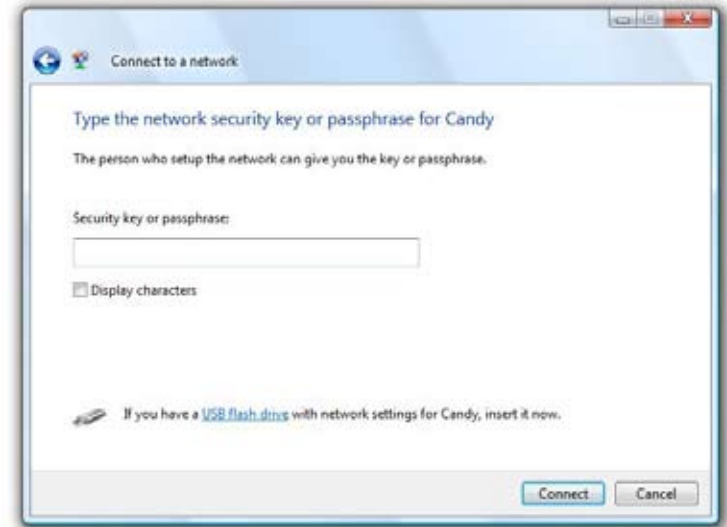 Connect to a network
Type the network security key or passphrase for Candy
The person who setup the network can give you the key or passphrase.
Security key or passphrase:
Display characters
If you have a USB flash drive with network settings for Candy, insert it now.
Connect Cancel